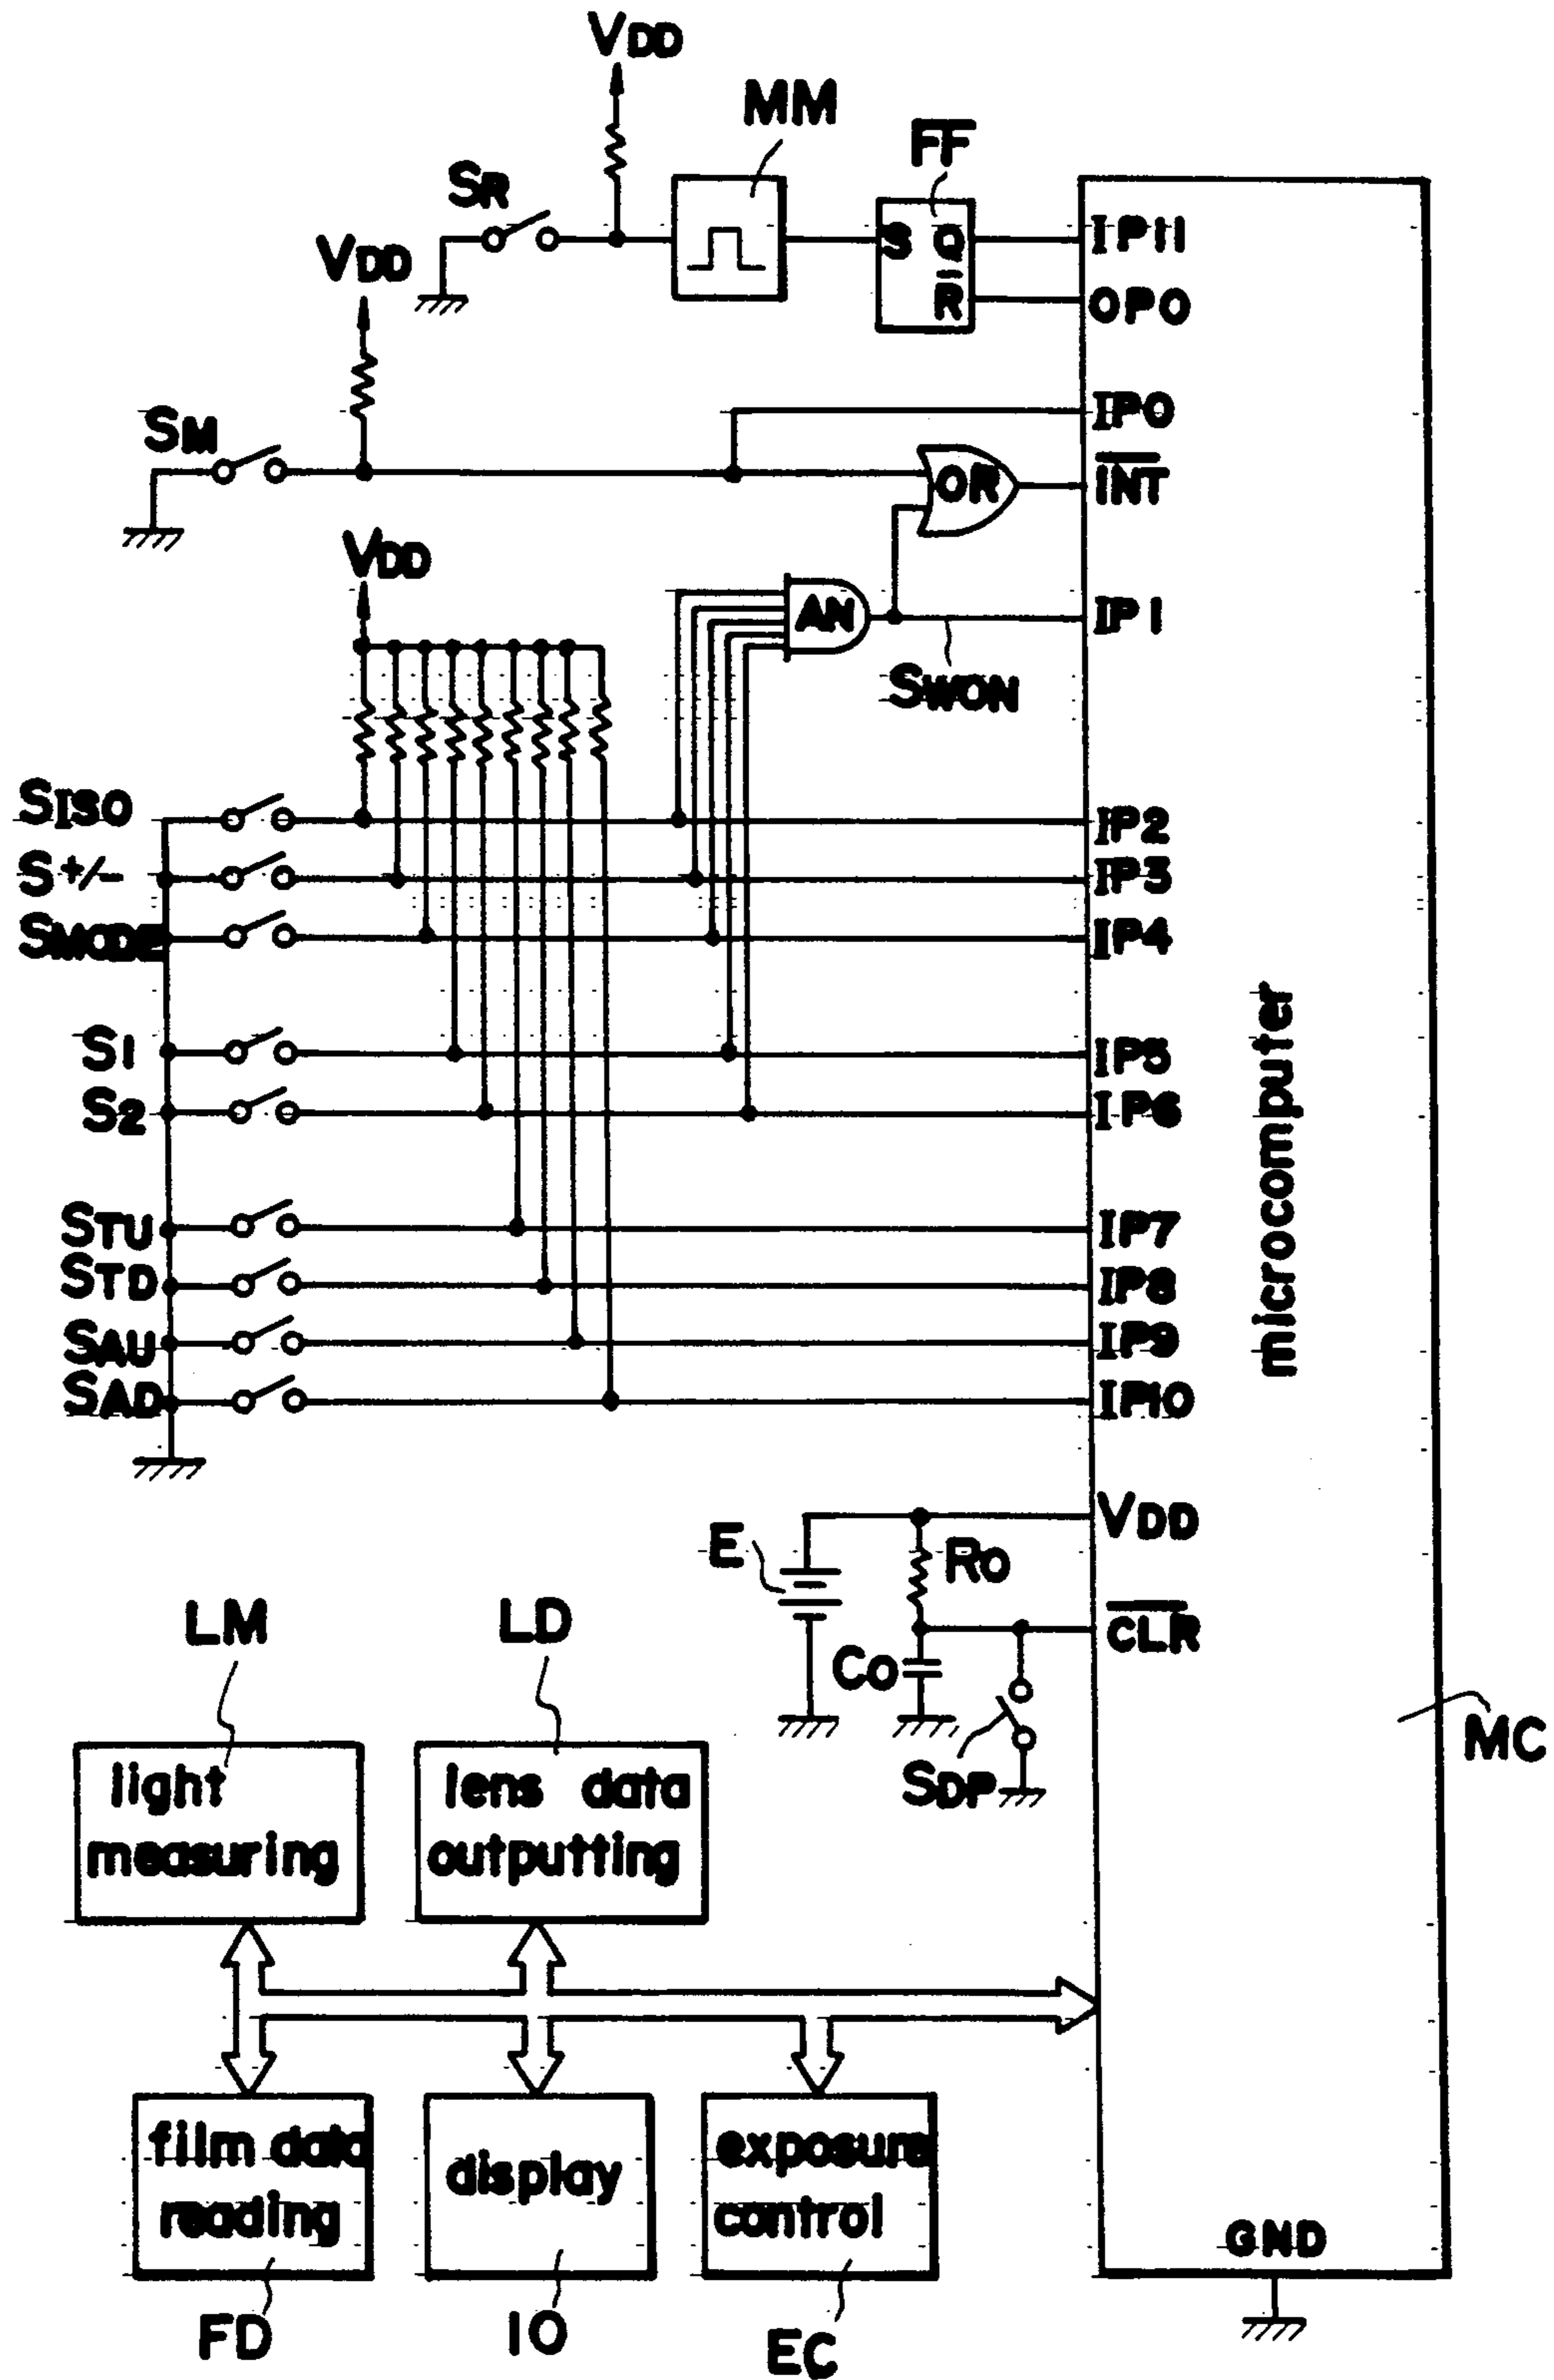 VDD
MM
FF
SR
S Q
R
IP11
OP0
VDD
SM
IP0
OR
INT
VDD
AN
IP1
SWON
SISO
IP2
S+/-
IP3
SMODE
IP4
S1
IP5
S2
IP6
microcomputer
STU
IP7
STD
IP8
SAU
IP9
SAD
IP10
VDD
E
Ro
CLR
Co
SDP
MC
LM
LD
light
measuring
lens data
outputting
film data
reading
display
exposure
control
GND
FD
10
EC